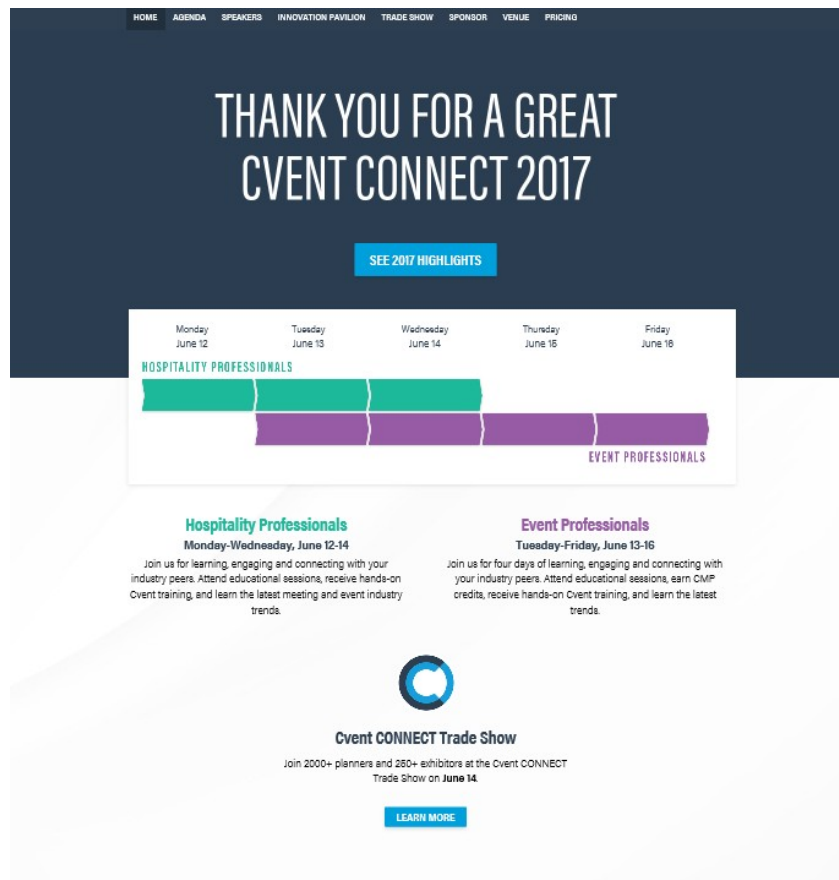 HOME AGENDA SPEAKERS INNOVATION PAVILION TRADE SHOW SPONSOR VENUE PRICING
THANK YOU FOR A GREAT
CVENT CONNECT 2017
SEE 2017 HIGHLIGHTS
Monday Tuesday Wednesday Thursday Friday
June 12 June 13 June 14 June 15 June 16
HOSPITALITY PROFESSIONALS
EVENT PROFESSIONALS
Hospitality Professionals
Monday-Wednesday, June 12-14
Join us for learning, engaging and connecting with your
industry peers. Attend educational sessions, receive hands-on
Cvent training, and learn the latest meeting and event industry
trends.
Event Professionals
Tuesday-Friday, June 13-16
Join us for four days of learning, engaging and connecting with
your industry peers. Attend educational sessions, earn CMP
credits, receive hands-on Cvent training, and learn the latest
trends.
Cvent CONNECT Trade Show
Join 2000+ planners and 250+ exhibitors at the Cvent CONNECT
Trade Show on June 14.
LEARN MORE